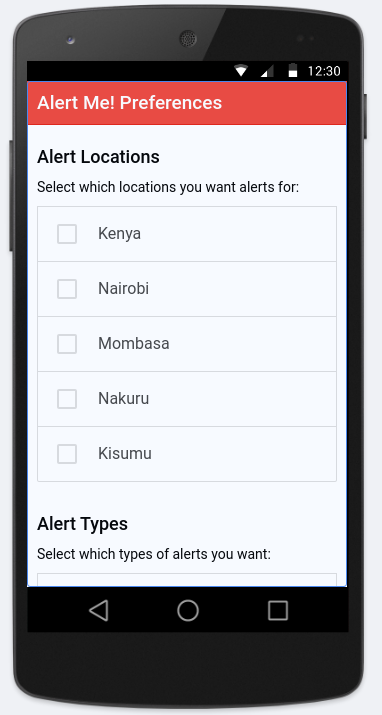 12:30
Alert Me! Preferences
Alert Locations
Select which locations you want alerts for:
Kenya
Nairobi
Mombasa
Nakuru
Kisumu
Alert Types
Select which types of alerts you want: